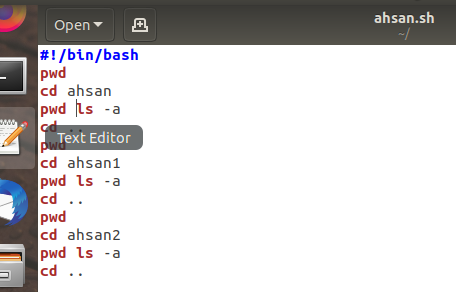 Open
ahsan.sh
~/
#!/bin/bash
pwd
cd ahsan
pwd ls -a
cd ..
Text Editor
pwd
cd ahsan1
pwd ls -a
cd ..
pwd
cd ahsan2
pwd ls -a
cd ..